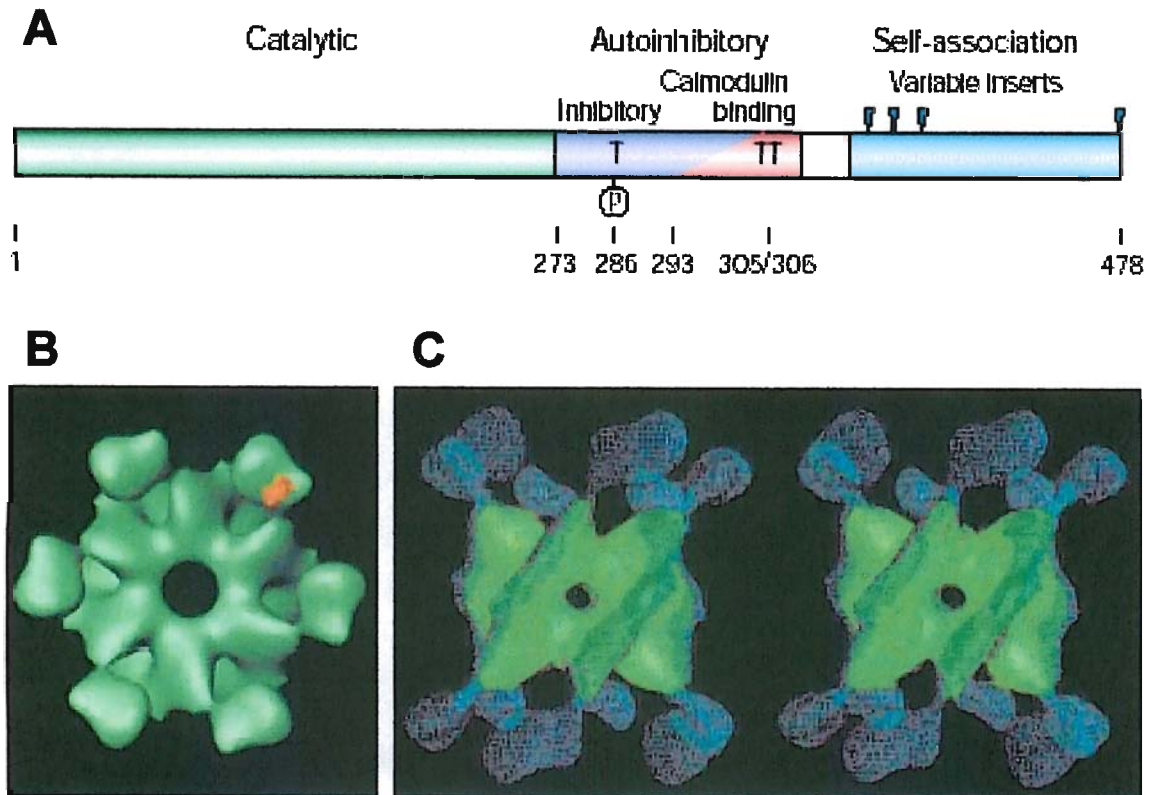 A
Catalytic
Autoinhibitory
Self-association
Calmodulin
Variable inserts
Inhibitory
binding
T
TT
P
1
273
286
293
305/306
478
B
C